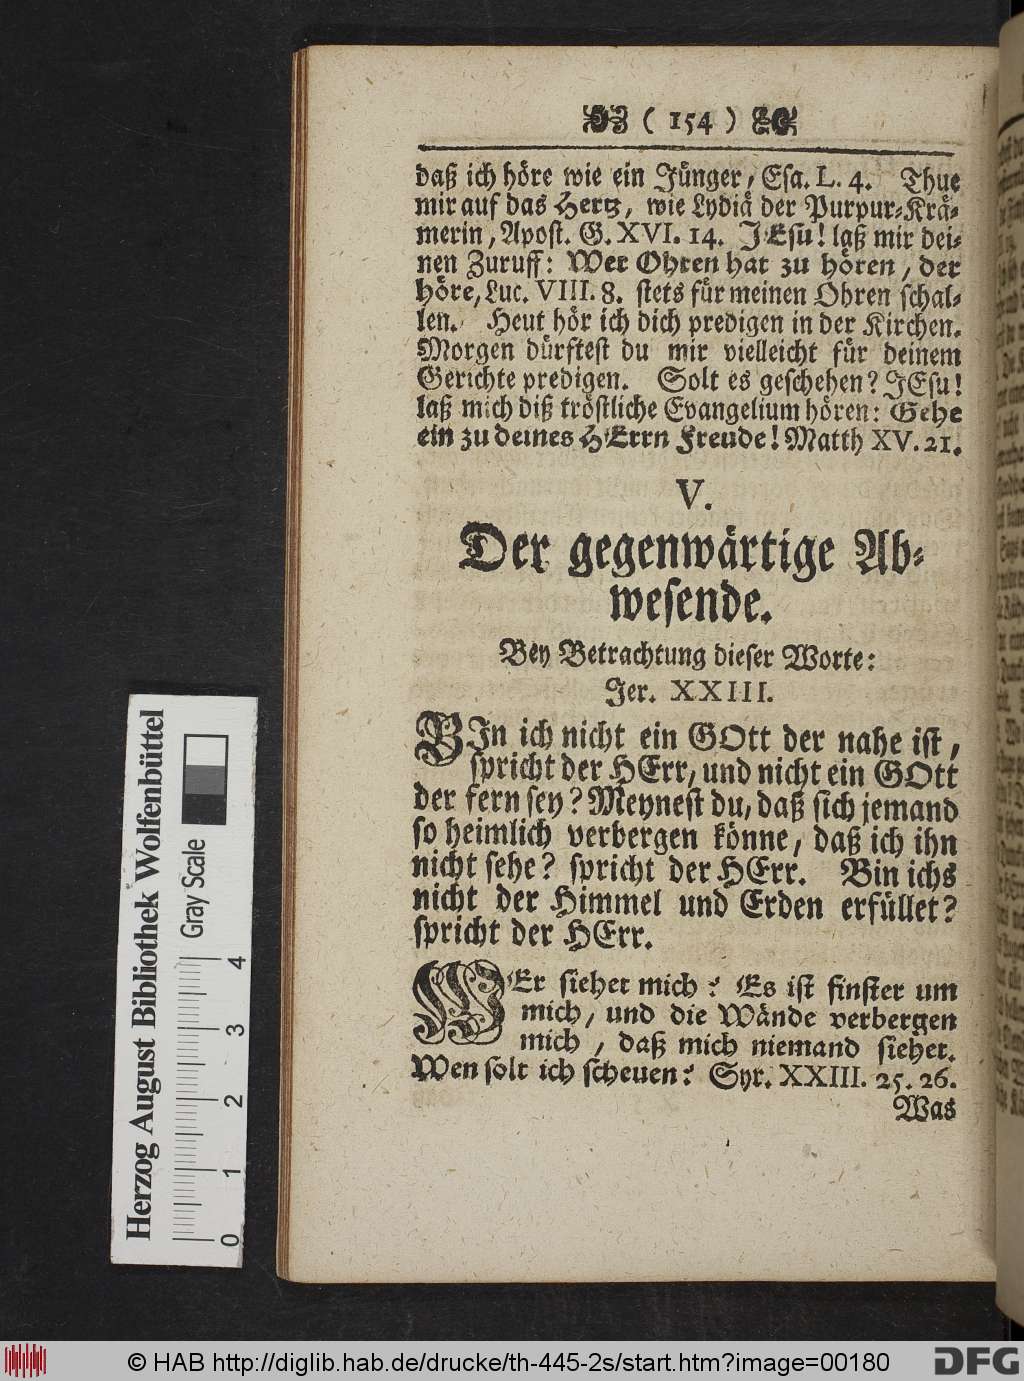 ( 154 )
daß ich höre wie ein Jünger, Esa. L. 4. Thue
mir auf das Hertz, wie Lydiä der Purpur-Krä-
merin, Apost. G. XVI. 14. JEsu! laß mir dei-
nen Zuruff: Wer Ohren hat zu hören, der
höre, Luc. VIII. 8. stets für meinen Ohren schal-
len. Heut hör ich dich predigen in der Kirchen.
Morgen dürftest du mir vielleicht für deinem
Gerichte predigen. Solt es geschehen? JEsu!
laß mich diß tröstliche Evangelium hören: Gehe
ein zu deines HErrn Freude! Matth XV. 21.
V.
Der gegenwärtige Ab-
wesende.
Bey Betrachtung dieser Worte:
Jer. XXIII.
BJn ich nicht ein GOtt der nahe ist,
spricht der HErr, und nicht ein GOtt
der fern sey? Meynest du, daß sich jemand
so heimlich verbergen könne, daß ich ihn
nicht sehe? spricht der HErr. Bin ichs
nicht der Himmel und Erden erfüllet?
spricht der HErr.
WEr siehet mich? Es ist finster um
mich, und die Wände verbergen
mich, daß mich niemand siehet.
Wen solt ich scheuen? Syr. XXIII. 25. 26.
Was
Herzog August Bibliothek Wolfenbüttel
Gray Scale
0 1 2 3 4
© HAB http://diglib.hab.de/drucke/th-445-2s/start.htm?image=00180
DFG